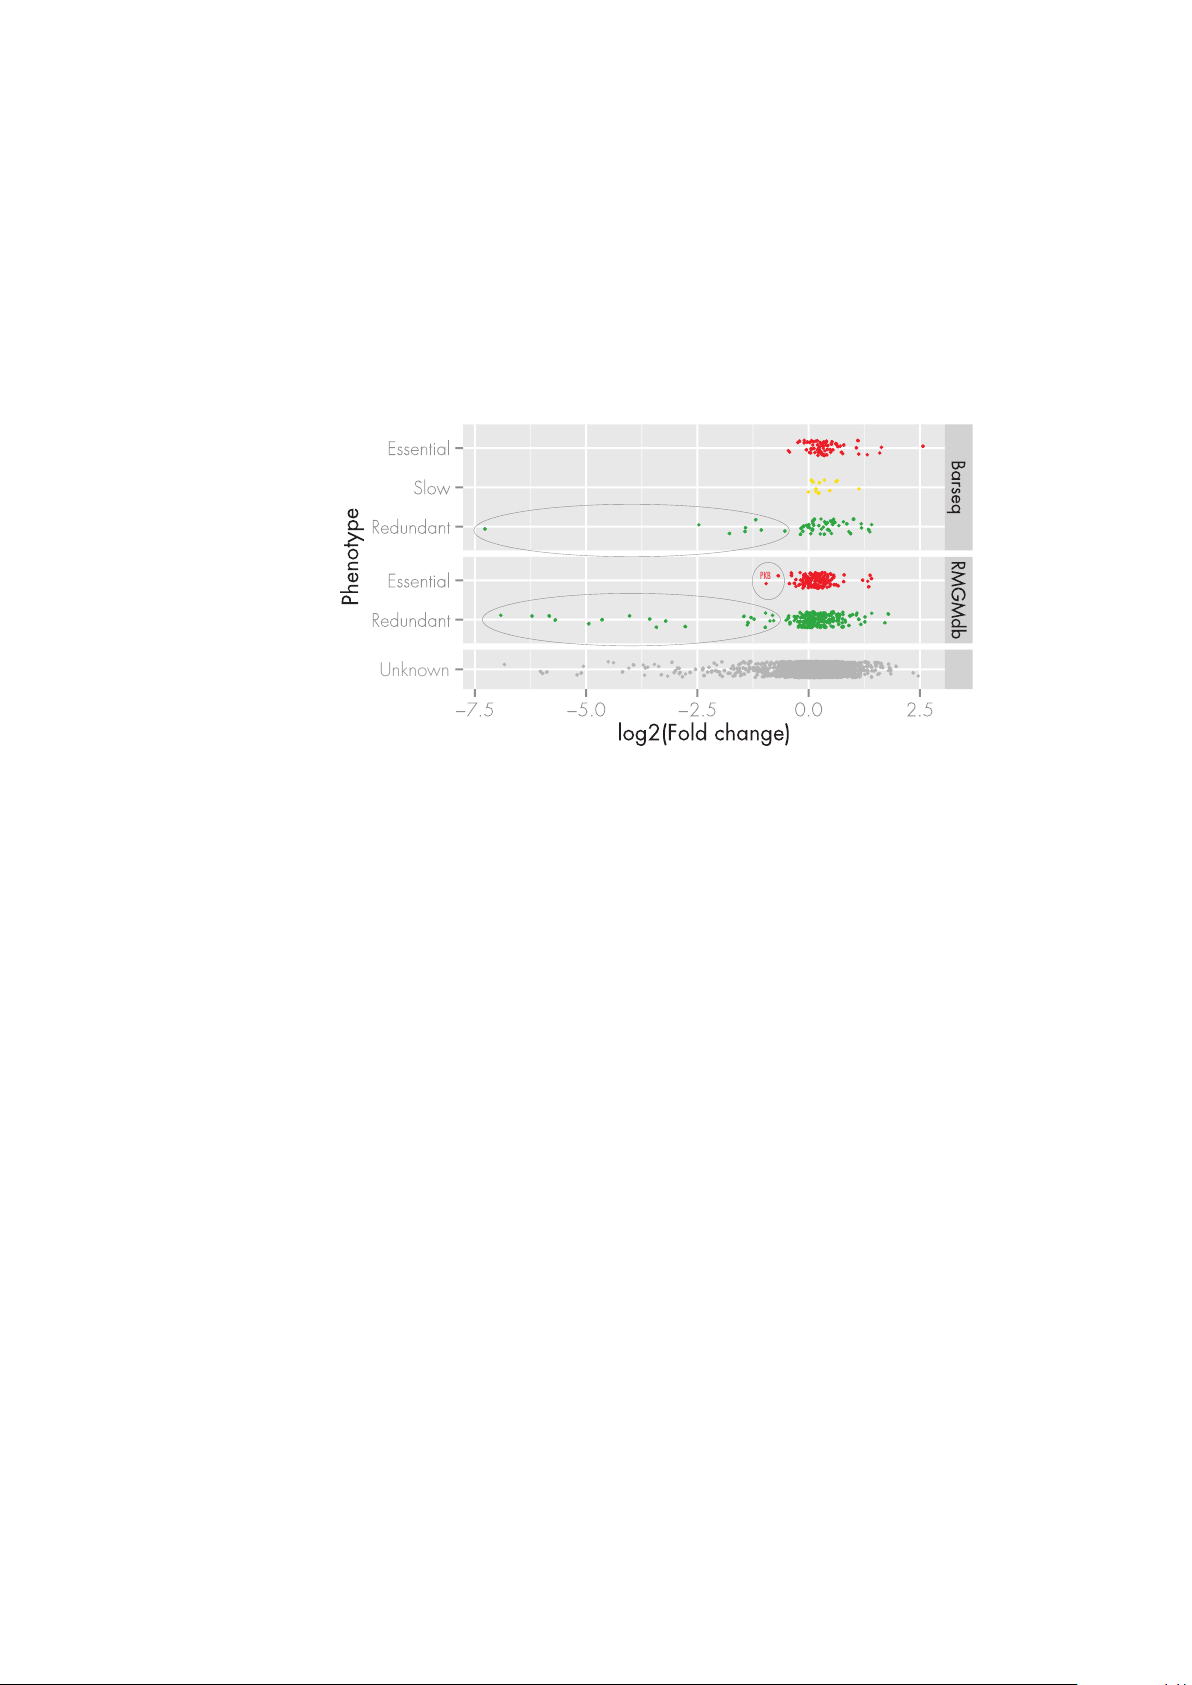 Phenotype
Essential
Slow
Redundant
Barseq
Essential
PKB
Redundant
RMGMdb
Unknown
−7.5 −5.0 −2.5 0.0 2.5
log2(Fold change)